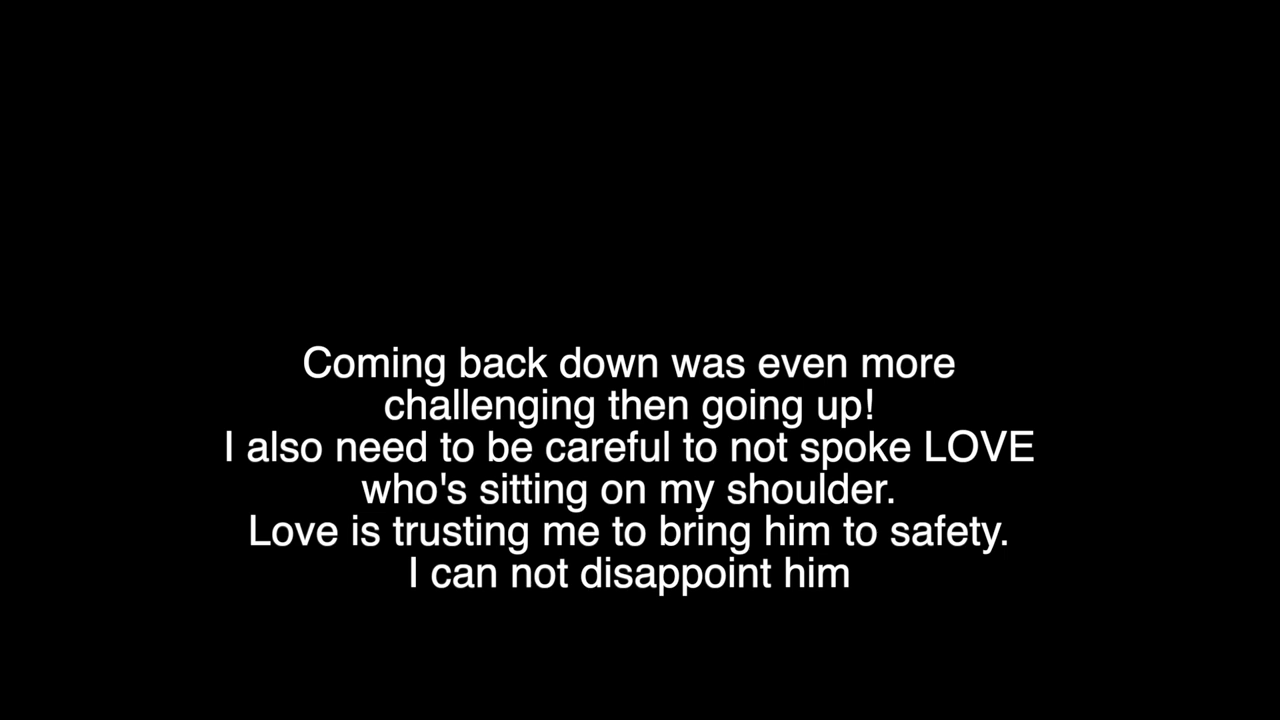 Coming back down was even more
challenging then going up!
I also need to be careful to not spoke LOVE
who's sitting on my shoulder.
Love is trusting me to bring him to safety.
I can not disappoint him